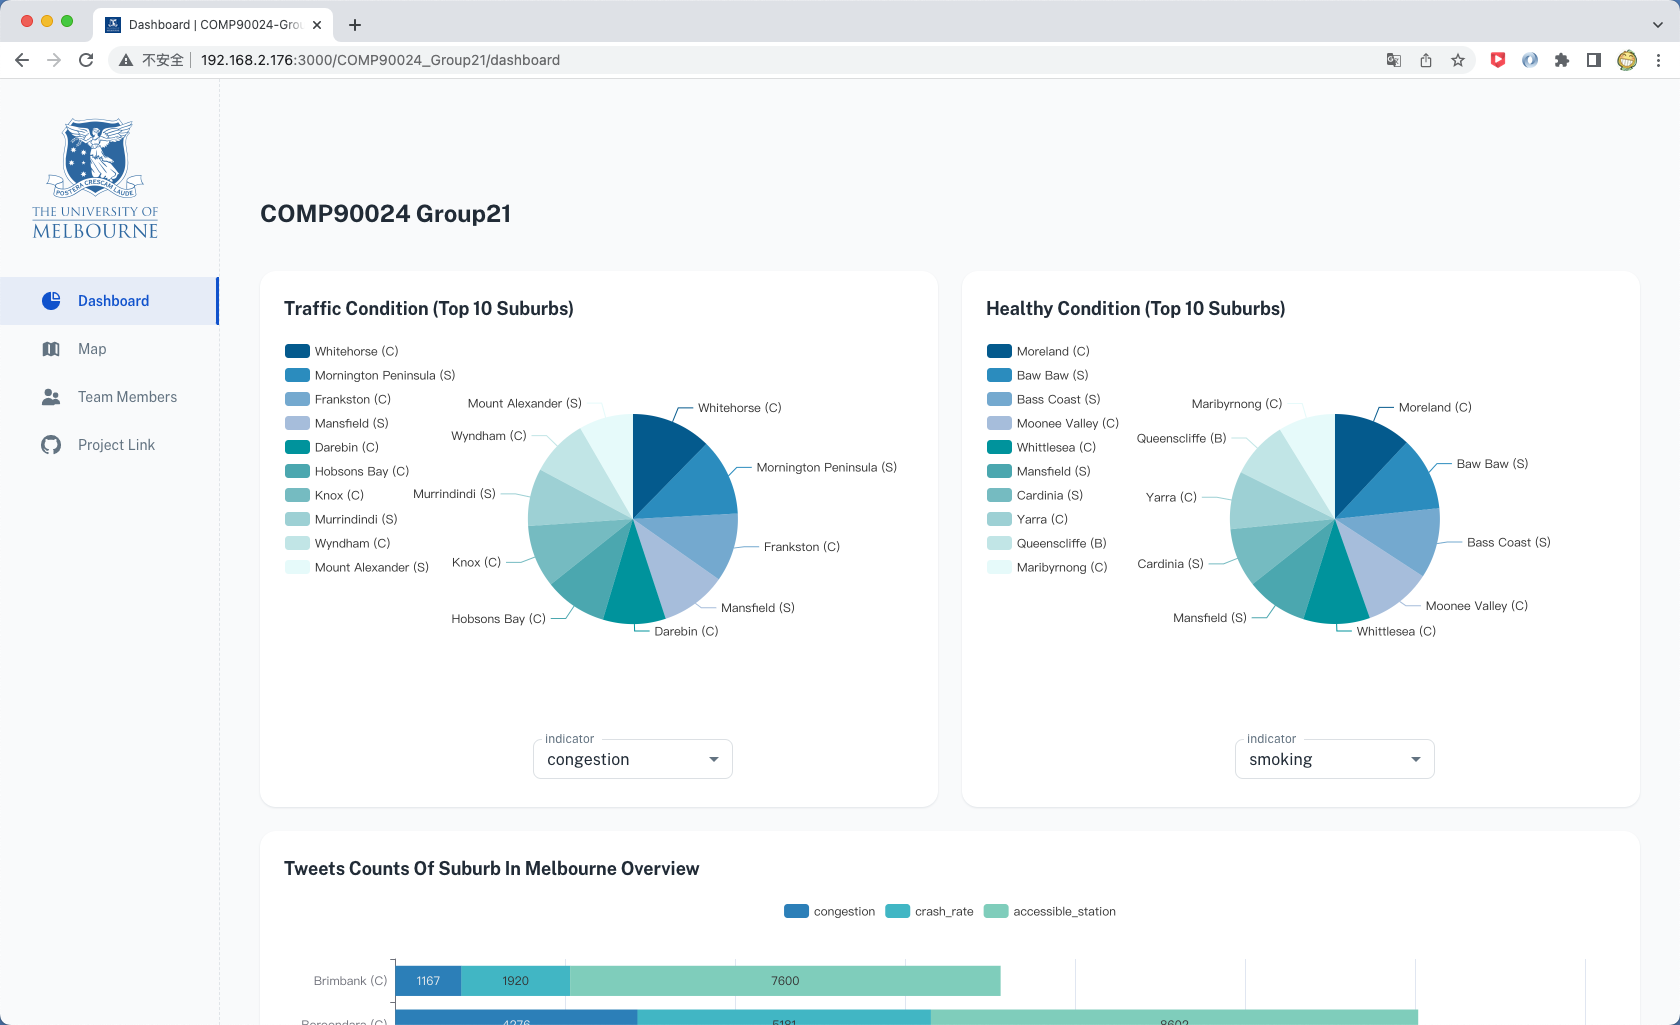 Dashboard | COMP90024-Grou
不安全
192.168.2.176:3000/COMP90024_Group21/dashboard
POSTERA CRESCAM LAUDE
THE UNIVERSITY OF
MELBOURNE
Dashboard
Map
Team Members
Project Link
COMP90024 Group21
Traffic Condition (Top 10 Suburbs)
Whitehorse (C)
Mornington Peninsula (S)
Frankston (C)
Mansfield (S)
Darebin (C)
Hobsons Bay (C)
Knox (C)
Murrindindi (S)
Wyndham (C)
Mount Alexander (S)
Mount Alexander (S)
Whitehorse (C)
Wyndham (C)
Mornington Peninsula (S)
Murrindindi (S)
Frankston (C)
Knox (C)
Mansfield (S)
Hobsons Bay (C)
Darebin (C)
indicator
congestion
Healthy Condition (Top 10 Suburbs)
Moreland (C)
Baw Baw (S)
Bass Coast (S)
Moonee Valley (C)
Whittlesea (C)
Mansfield (S)
Cardinia (S)
Yarra (C)
Queenscliffe (B)
Maribyrnong (C)
Maribyrnong (C)
Moreland (C)
Queenscliffe (B)
Baw Baw (S)
Yarra (C)
Bass Coast (S)
Cardinia (S)
Moonee Valley (C)
Mansfield (S)
Whittlesea (C)
indicator
smoking
Tweets Counts Of Suburb In Melbourne Overview
congestion crash_rate accessible_station
Brimbank (C) 1167 1920 7600
Boroondara (C) 4276 5181 8602